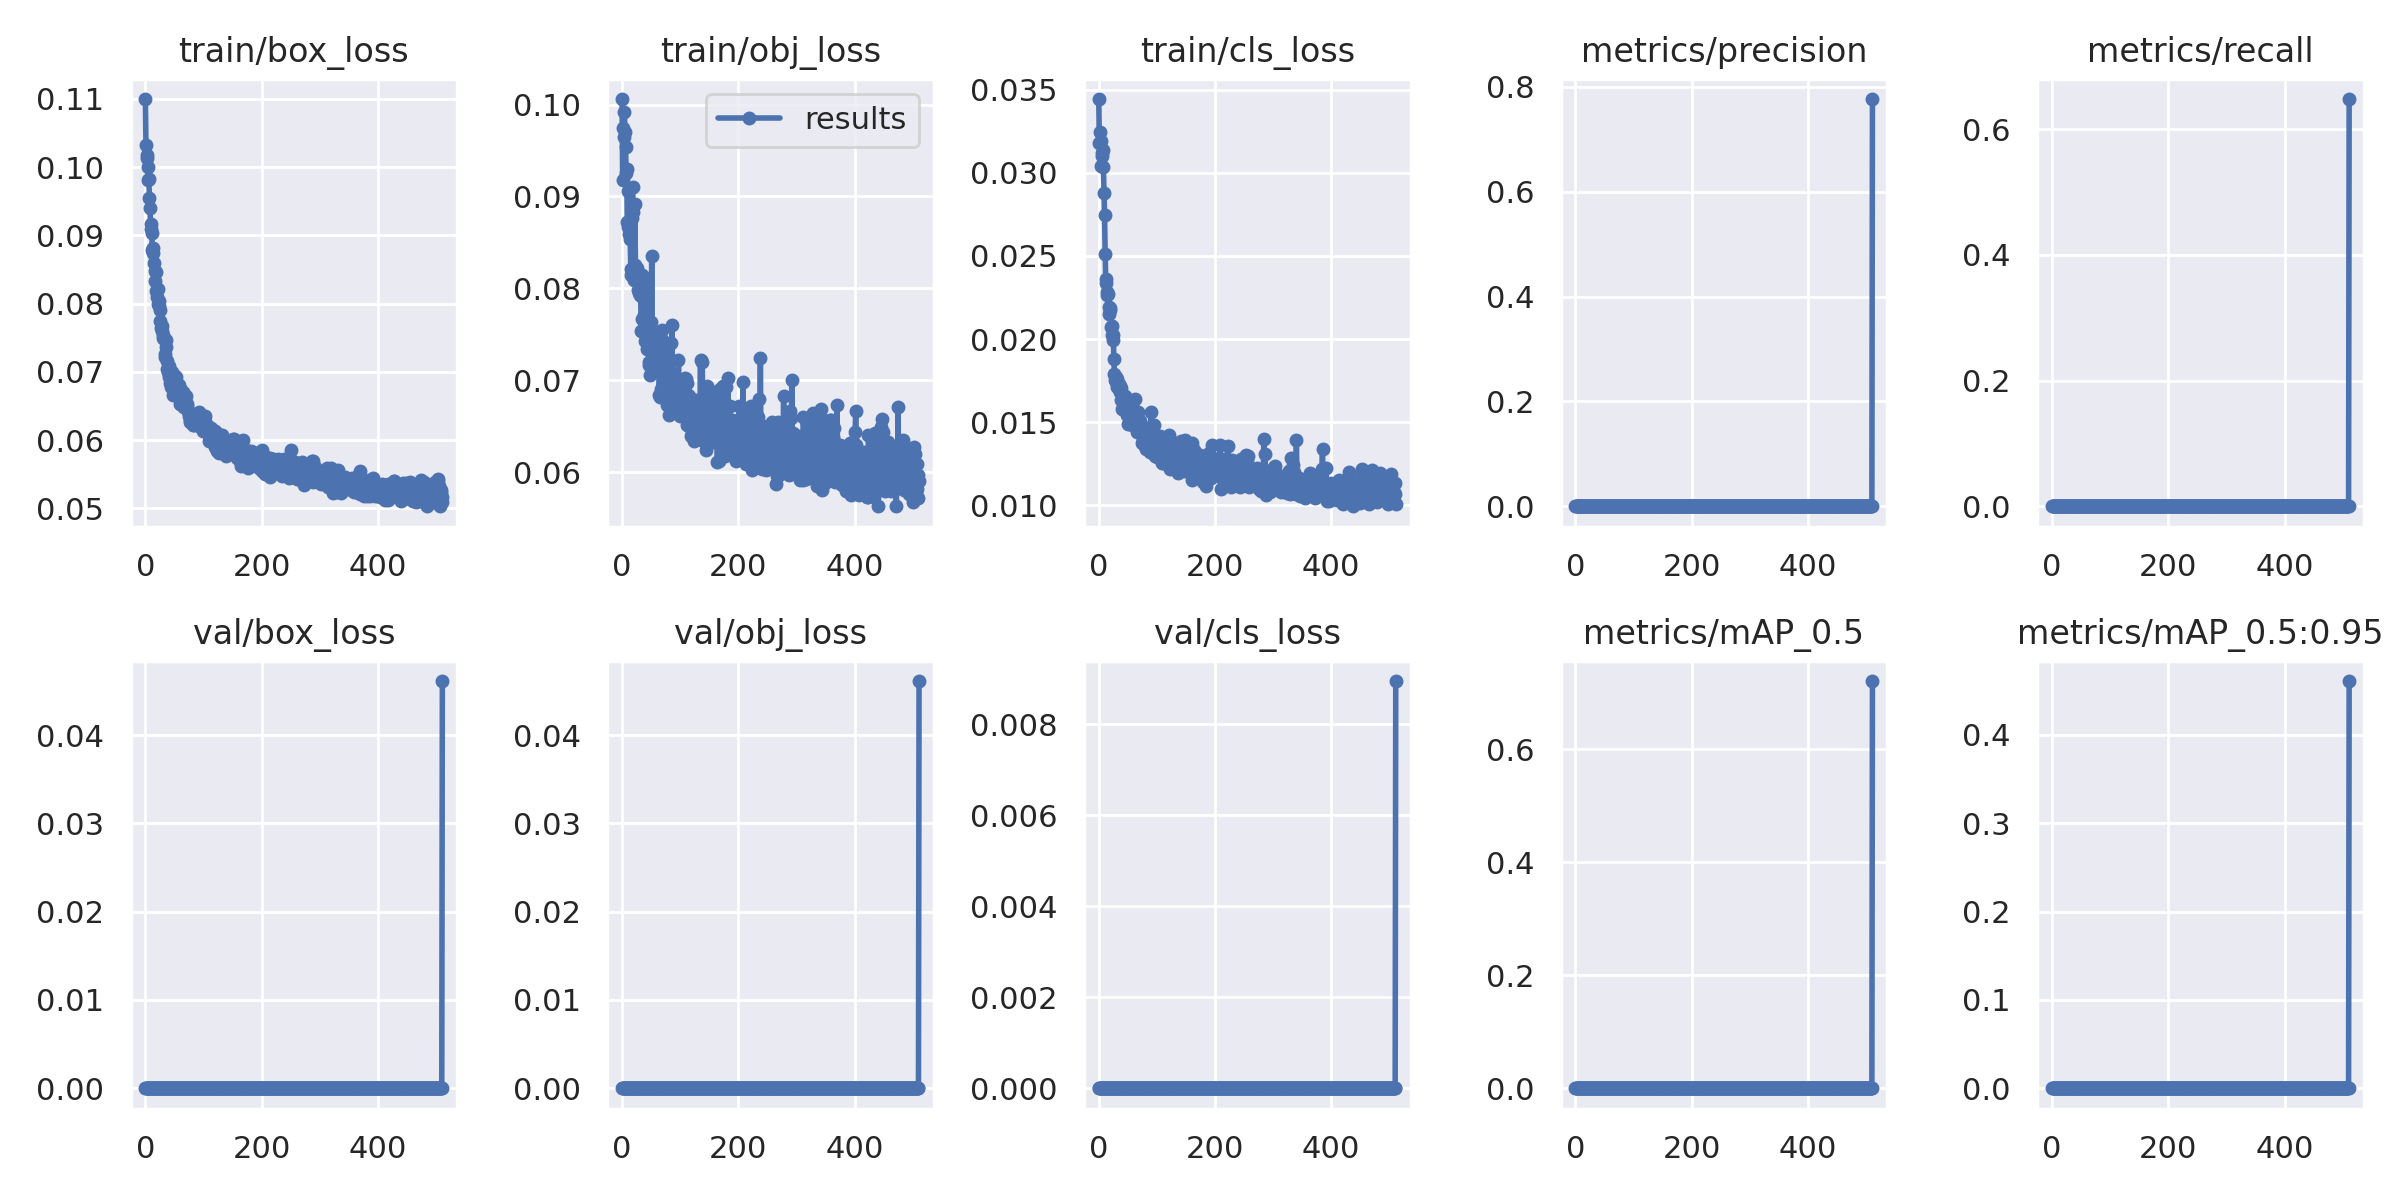 train/box_loss
0.11
0.10
0.09
0.08
0.07
0.06
0.05
0 200 400
train/obj_loss
results
0.10
0.09
0.08
0.07
0.06
0 200 400
train/cls_loss
0.035
0.030
0.025
0.020
0.015
0.010
0 200 400
metrics/precision
0.8
0.6
0.4
0.2
0.0
0 200 400
metrics/recall
0.6
0.4
0.2
0.0
0 200 400
val/box_loss
0.04
0.03
0.02
0.01
0.00
0 200 400
val/obj_loss
0.04
0.03
0.02
0.01
0.00
0 200 400
val/cls_loss
0.008
0.006
0.004
0.002
0.000
0 200 400
metrics/mAP_0.5
0.6
0.4
0.2
0.0
0 200 400
metrics/mAP_0.5:0.95
0.4
0.3
0.2
0.1
0.0
0 200 400